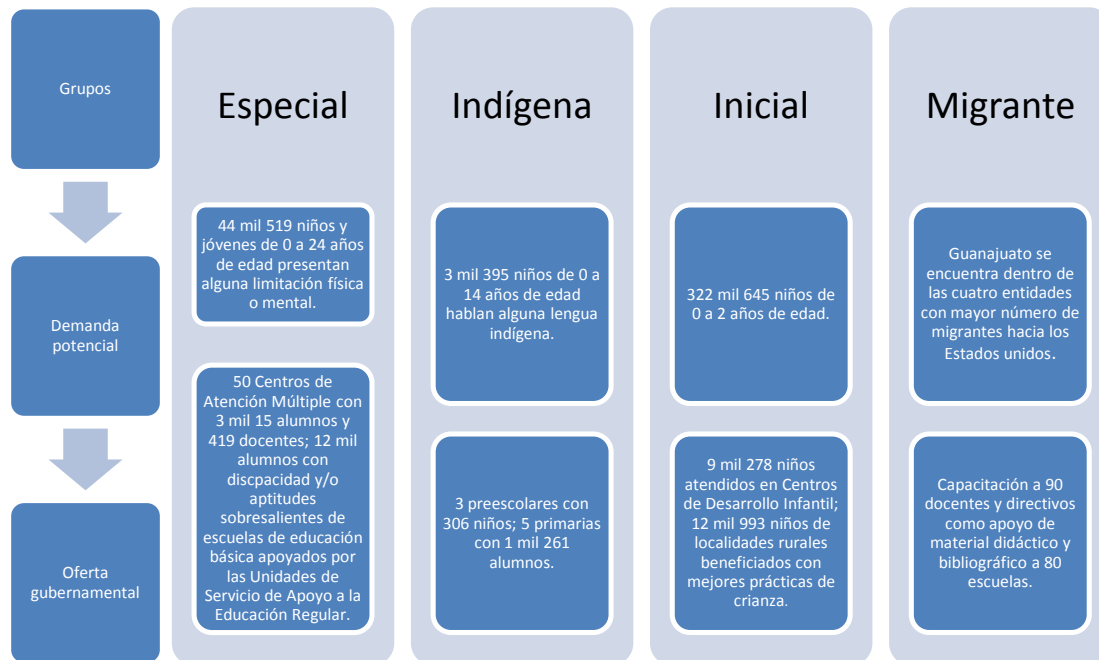 Grupos
Demanda
potencial
Oferta
gubernamental
Especial
44 mil 519 niños y
jóvenes de 0 a 24 años
de edad presentan
alguna limitación física
o mental.
50 Centros de
Atención Múltiple con
3 mil 15 alumnos y
419 docentes; 12 mil
alumnos con
discpacidad y/o
aptitudes
sobresalientes de
escuelas de educación
básica apoyados por
las Unidades de
Servicio de Apoyo a la
Educación Regular.
Indígena
3 mil 395 niños de 0 a
14 años de edad
hablan alguna lengua
indígena.
3 preescolares con
306 niños; 5 primarias
con 1 mil 261
alumnos.
Inicial
322 mil 645 niños de
0 a 2 años de edad.
9 mil 278 niños
atendidos en Centros
de Desarrollo Infantil;
12 mil 993 niños de
localidades rurales
beneficiados con
mejores prácticas de
crianza.
Migrante
Guanajuato se
encuentra dentro de
las cuatro entidades
con mayor número de
migrantes hacia los
Estados unidos.
Capacitación a 90
docentes y directivos
como apoyo de
material didáctico y
bibliográfico a 80
escuelas.